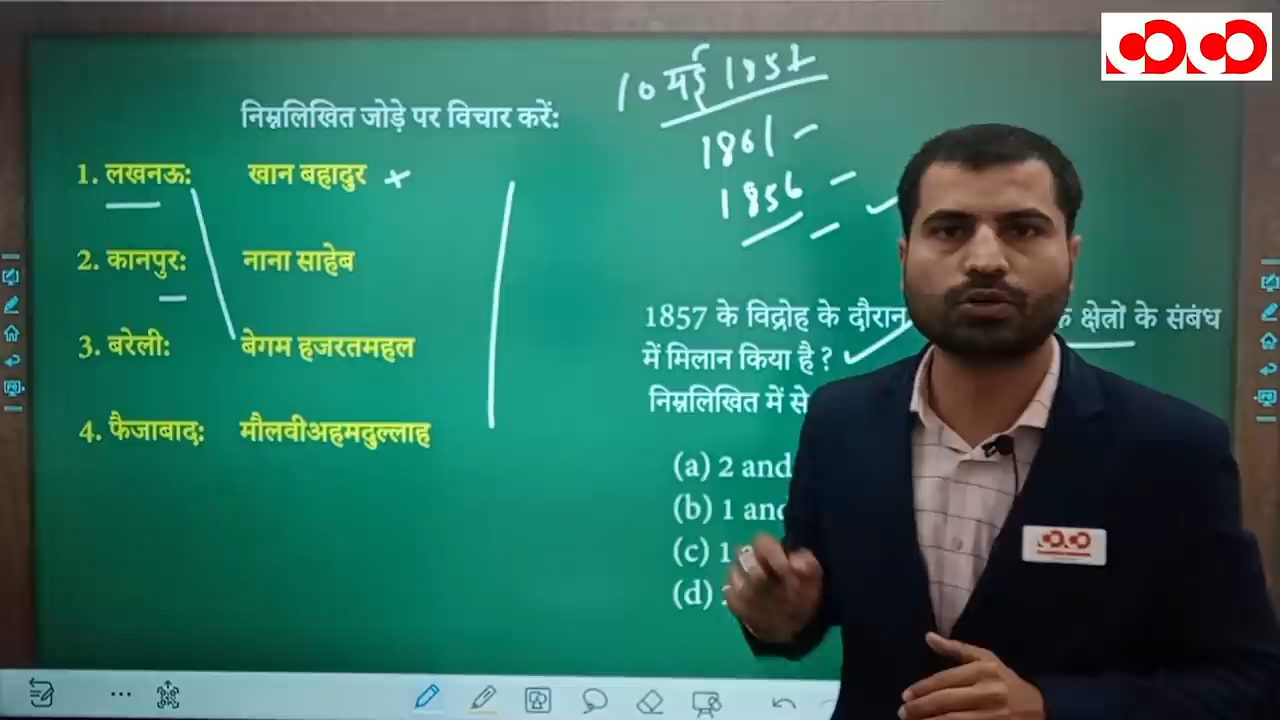 10 मई 1857
1861 -
1856
निम्नलिखित जोड़े पर विचार करें:
1. लखनऊ: खान बहादुर ×
2. कानपुर: नाना साहेब
3. बरेली: बेगम हजरतमहल
4. फैजाबाद: मौलवीअहमदुल्लाह
1857 के विद्रोह के दौरान क्षेत्रों के संबंध
में मिलान किया है ?
निम्नलिखित में से
(a) 2 and
(b) 1 and
(c) 1
(d)